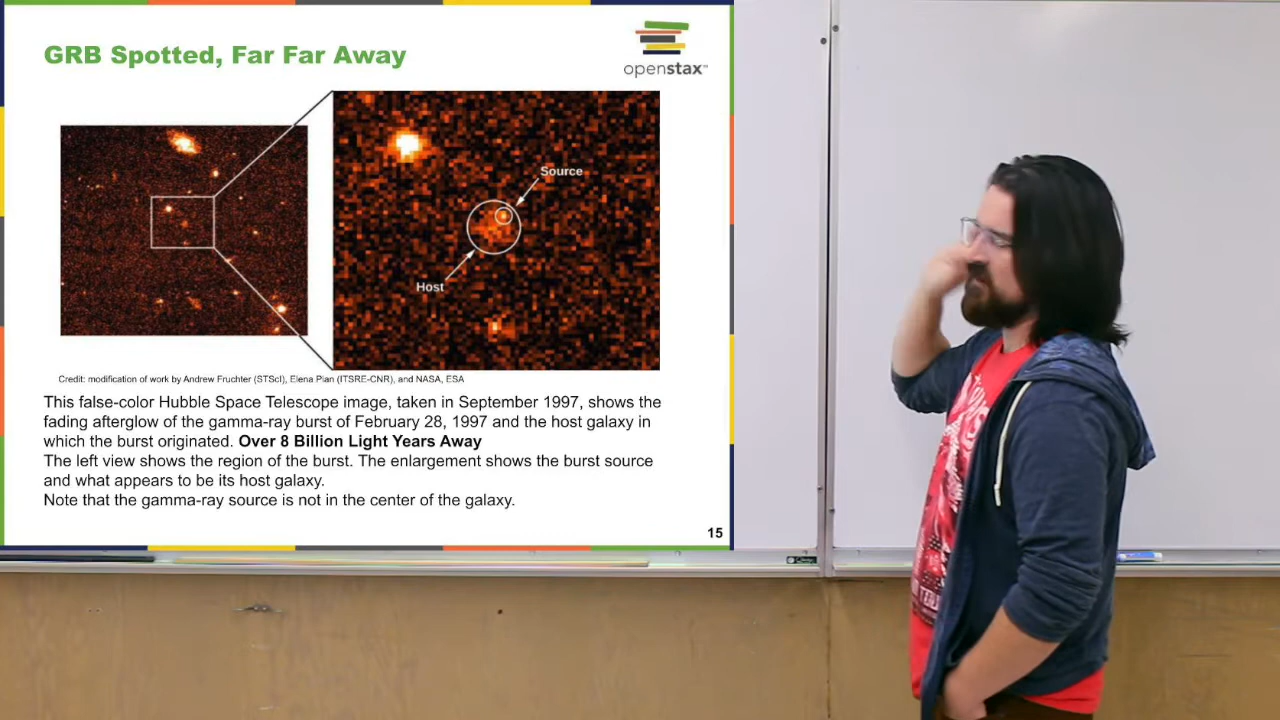 GRB Spotted, Far Far Away
openstax™
Source
Host
Credit: modification of work by Andrew Fruchter (STScI), Elena Pian (ITSRE-CNR), and NASA, ESA
This false-color Hubble Space Telescope image, taken in September 1997, shows the
fading afterglow of the gamma-ray burst of February 28, 1997 and the host galaxy in
which the burst originated. Over 8 Billion Light Years Away
The left view shows the region of the burst. The enlargement shows the burst source
and what appears to be its host galaxy.
Note that the gamma-ray source is not in the center of the galaxy.
15